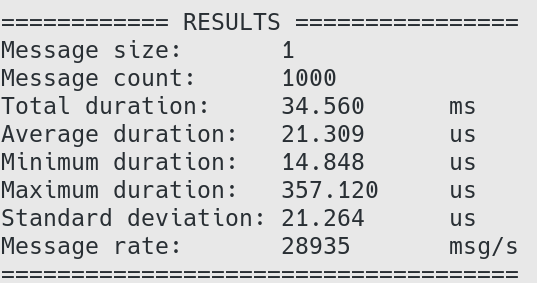 ============ RESULTS ================
Message size:       1
Message count:      1000
Total duration:     34.560      ms
Average duration:   21.309      us
Minimum duration:   14.848      us
Maximum duration:   357.120     us
Standard deviation: 21.264      us
Message rate:       28935       msg/s
=====================================